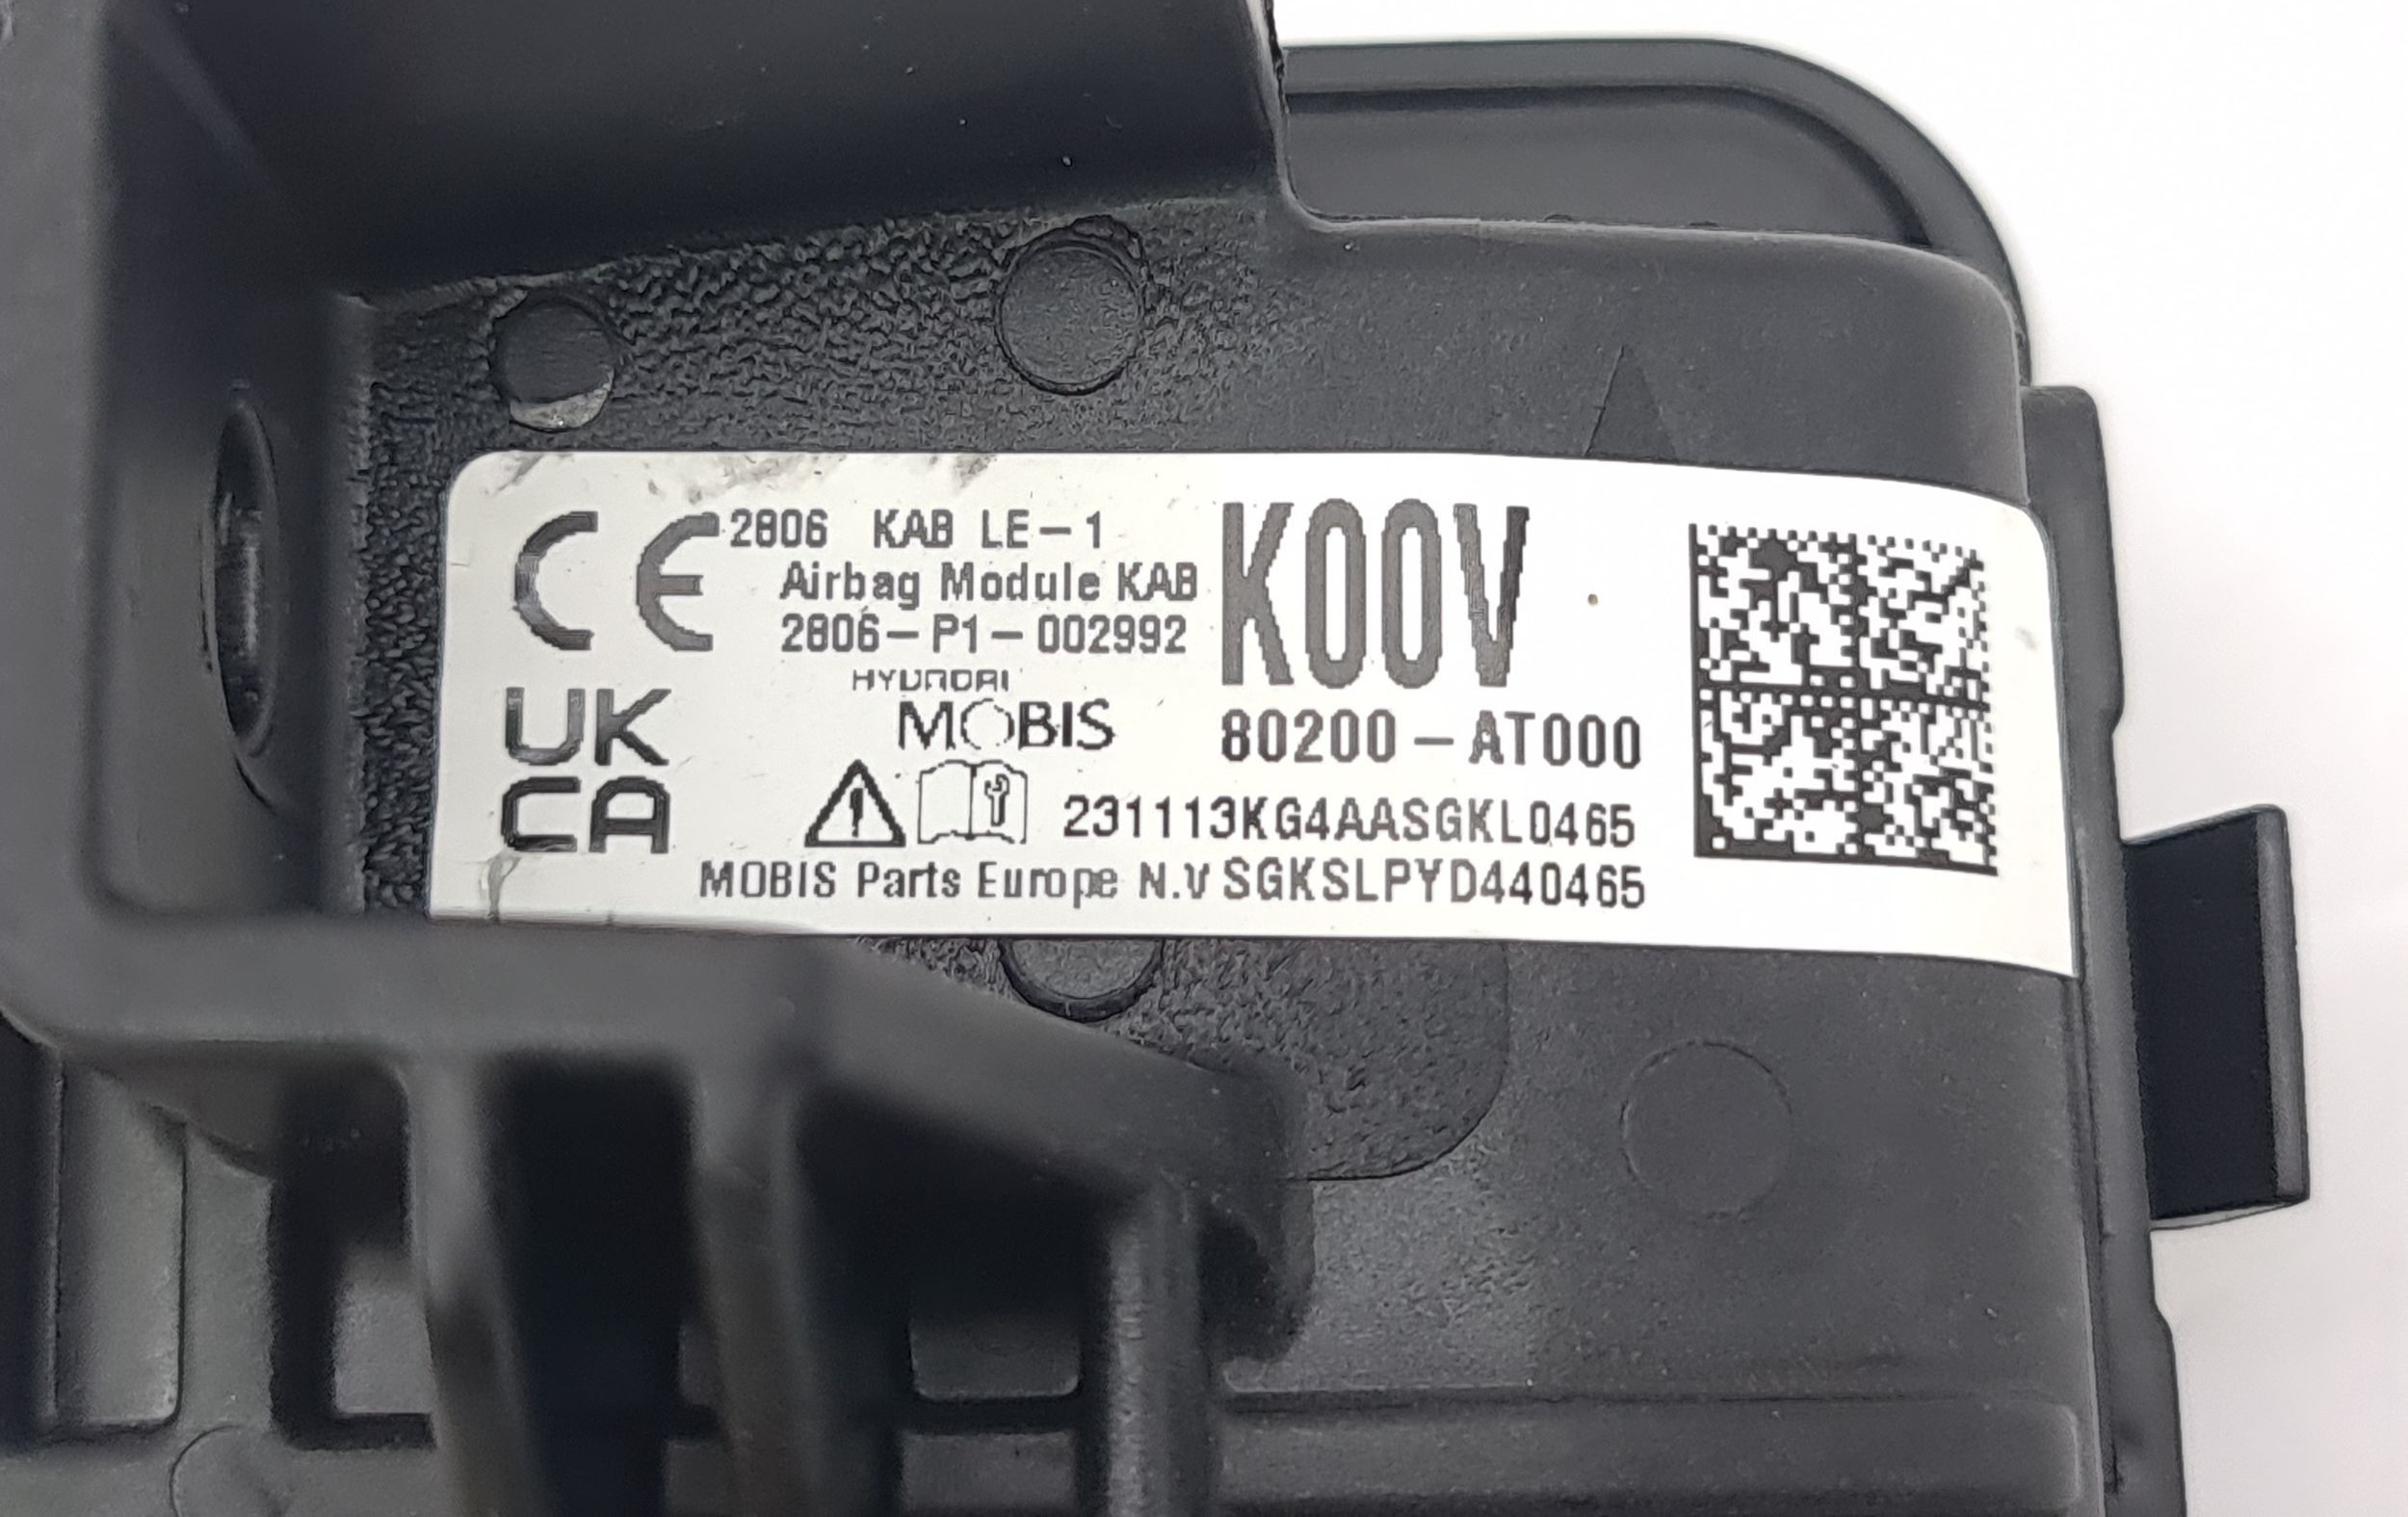 CE 2806 KAB LE-1
Airbag Module KAB
2806-P1-002992
HYUNDAI
MOBIS
UK
CA
K00V
80200-AT000
231113KG4AASGKL0465
MOBIS Parts Europe N.V SGKSLPYD440465